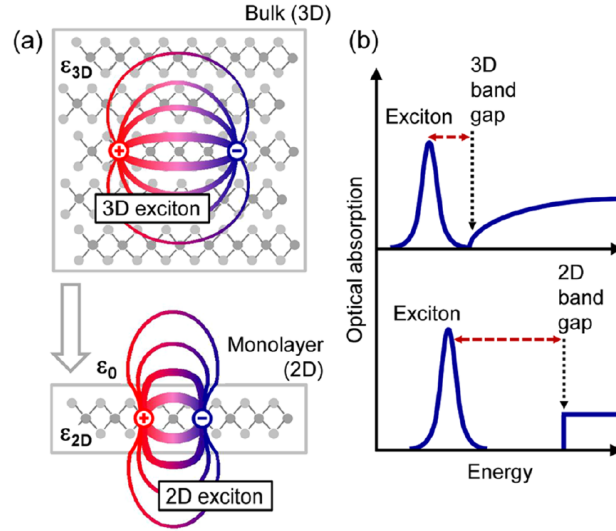 (a)
Bulk (3D)
ε3D
+
−
3D exciton
ε0
Monolayer
(2D)
ε2D
+
−
2D exciton
(b)
3D
band
gap
Exciton
2D
band
gap
Exciton
Optical absorption
Energy